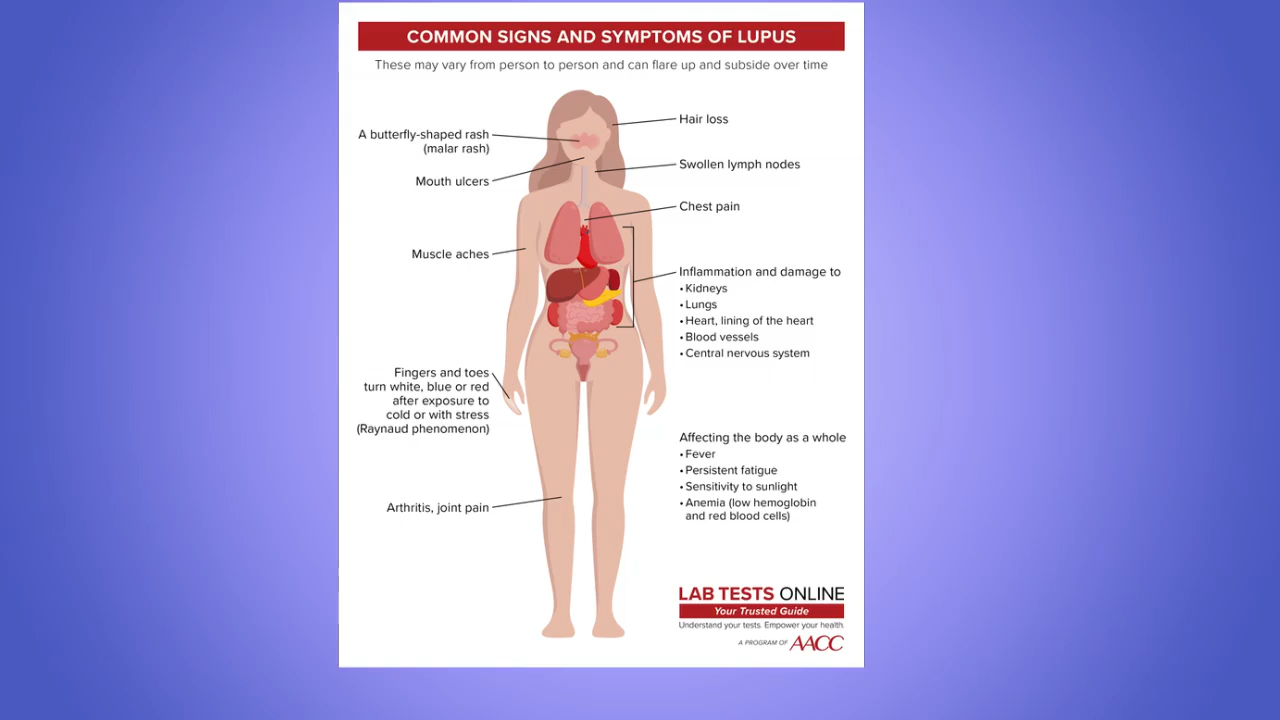 COMMON SIGNS AND SYMPTOMS OF LUPUS
These may vary from person to person and can flare up and subside over time
A butterfly-shaped rash
(malar rash)
Mouth ulcers
Muscle aches
Fingers and toes
turn white, blue or red
after exposure to
cold or with stress
(Raynaud phenomenon)
Arthritis, joint pain
Hair loss
Swollen lymph nodes
Chest pain
Inflammation and damage to
• Kidneys
• Lungs
• Heart, lining of the heart
• Blood vessels
• Central nervous system
Affecting the body as a whole
• Fever
• Persistent fatigue
• Sensitivity to sunlight
• Anemia (low hemoglobin
and red blood cells)
LAB TESTS ONLINE
Your Trusted Guide
Understand your tests. Empower your health.
A PROGRAM OF AACC